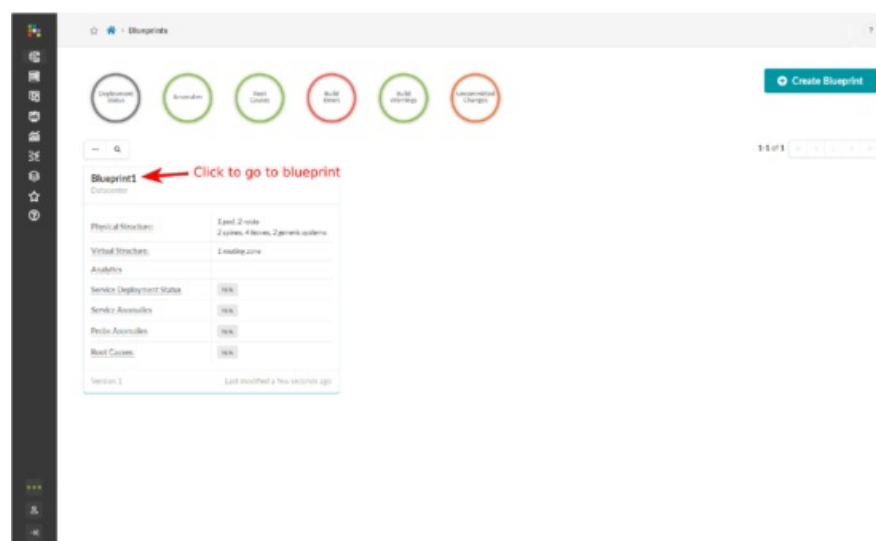 Blueprints
Deployment
Status
Anomalies
Root
Causes
Build
Errors
Build
Warnings
Uncommitted
Changes
Create Blueprint
1-1 of 1
Blueprint1
Click to go to blueprint
Datacenter
Physical Structure:
1 pod, 2 racks
2 spines, 4 leaves, 2 generic systems
Virtual Structure:
1 routing zone
Analytics
Service Deployment Status
N/A
Service Anomalies
N/A
Probe Anomalies
N/A
Root Causes
N/A
Version 1
Last modified a few seconds ago